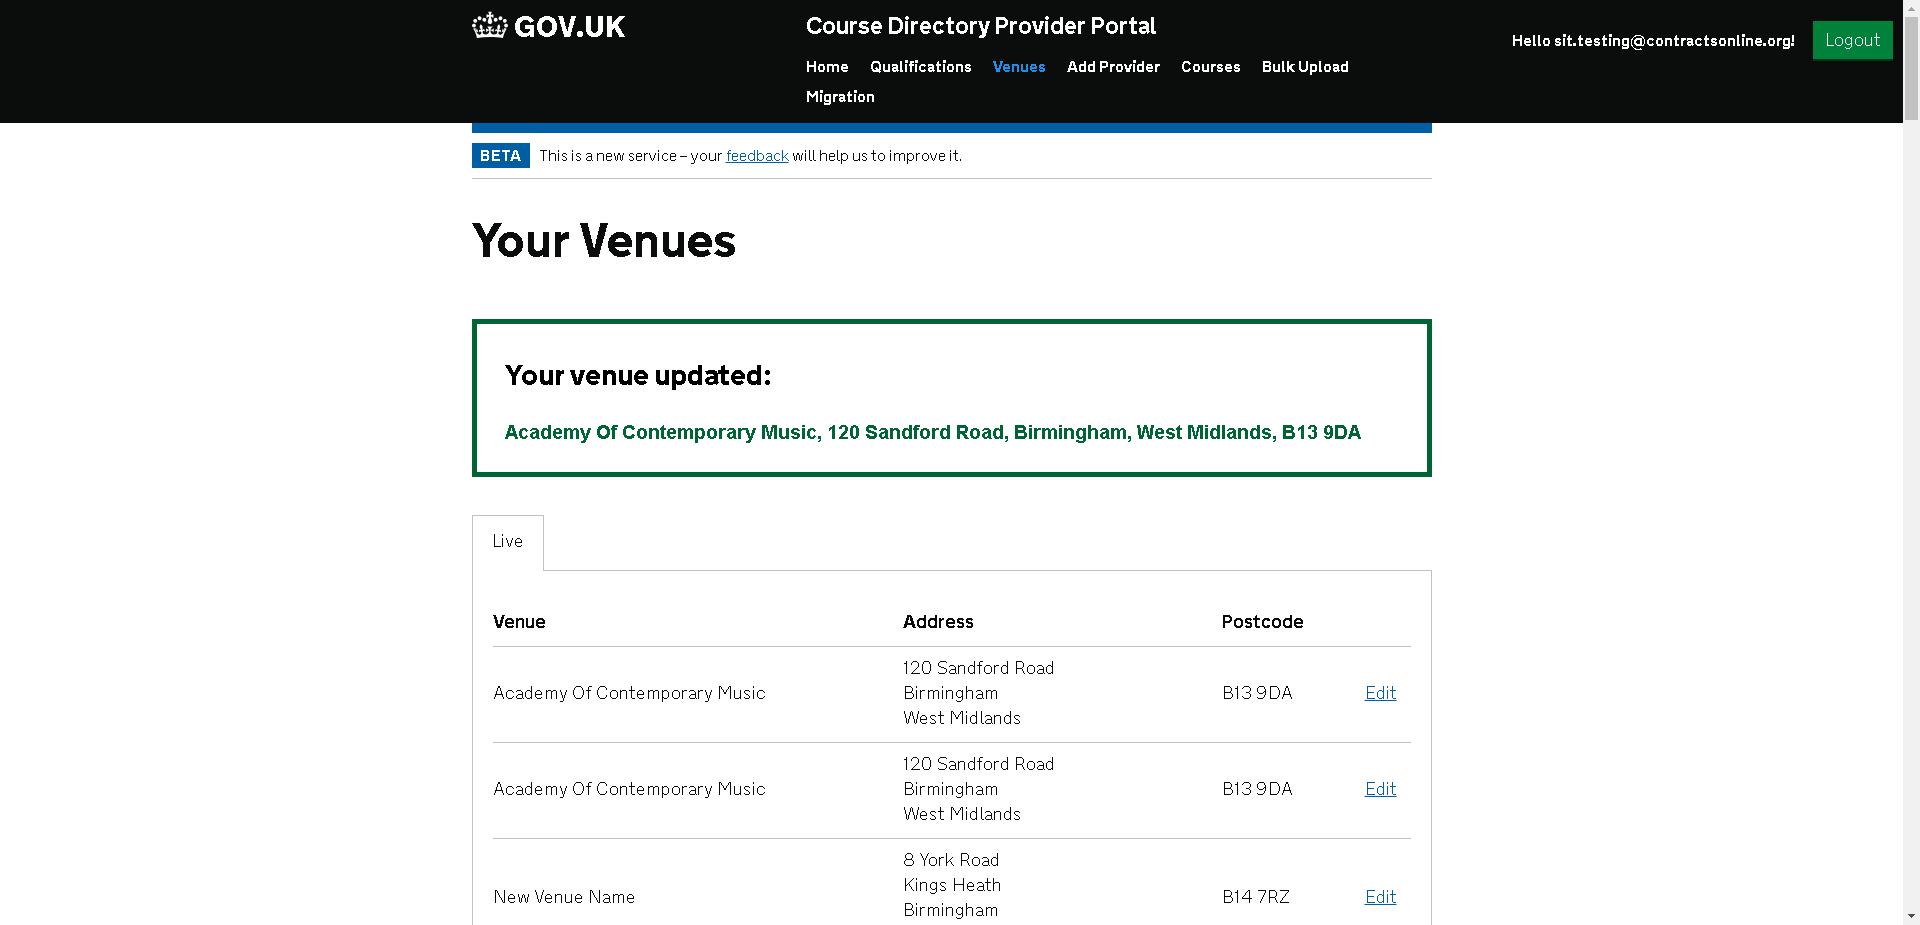 GOV.UK
Course Directory Provider Portal
Home Qualifications Venues Add Provider Courses Bulk Upload
Migration
Hello sit.testing@contractsonline.org!
Logout
BETA This is a new service – your feedback will help us to improve it.
Your Venues
Your venue updated:
Academy Of Contemporary Music, 120 Sandford Road, Birmingham, West Midlands, B13 9DA
Live
Venue Address Postcode
120 Sandford Road
Academy Of Contemporary Music Birmingham B13 9DA Edit
West Midlands
120 Sandford Road
Academy Of Contemporary Music Birmingham B13 9DA Edit
West Midlands
8 York Road
Kings Heath
New Venue Name B14 7RZ Edit
Birmingham